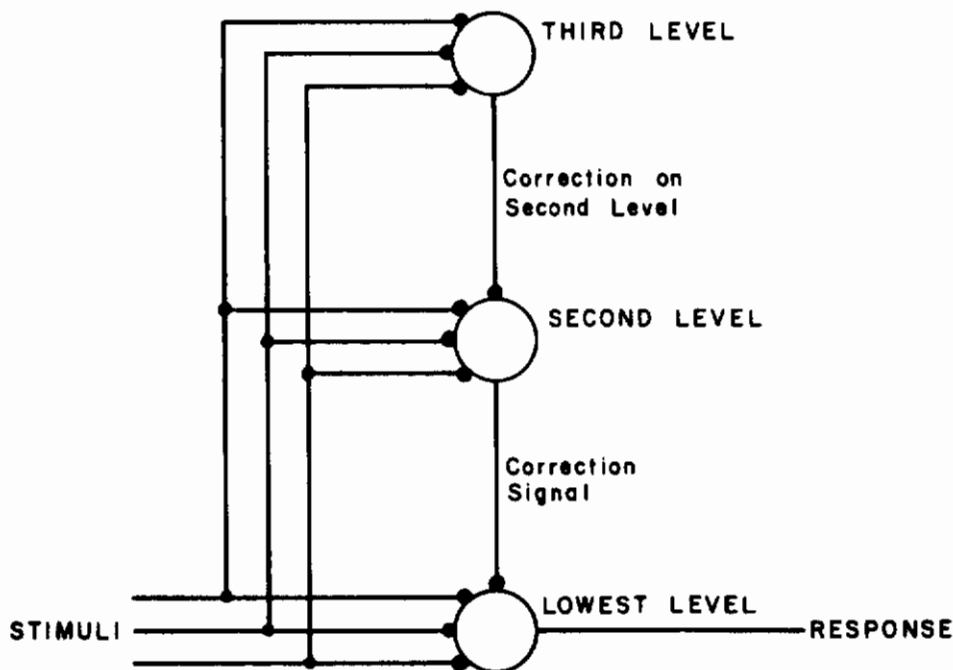 THIRD LEVEL
Correction on
Second Level
SECOND LEVEL
Correction
Signal
LOWEST LEVEL
STIMULI
RESPONSE